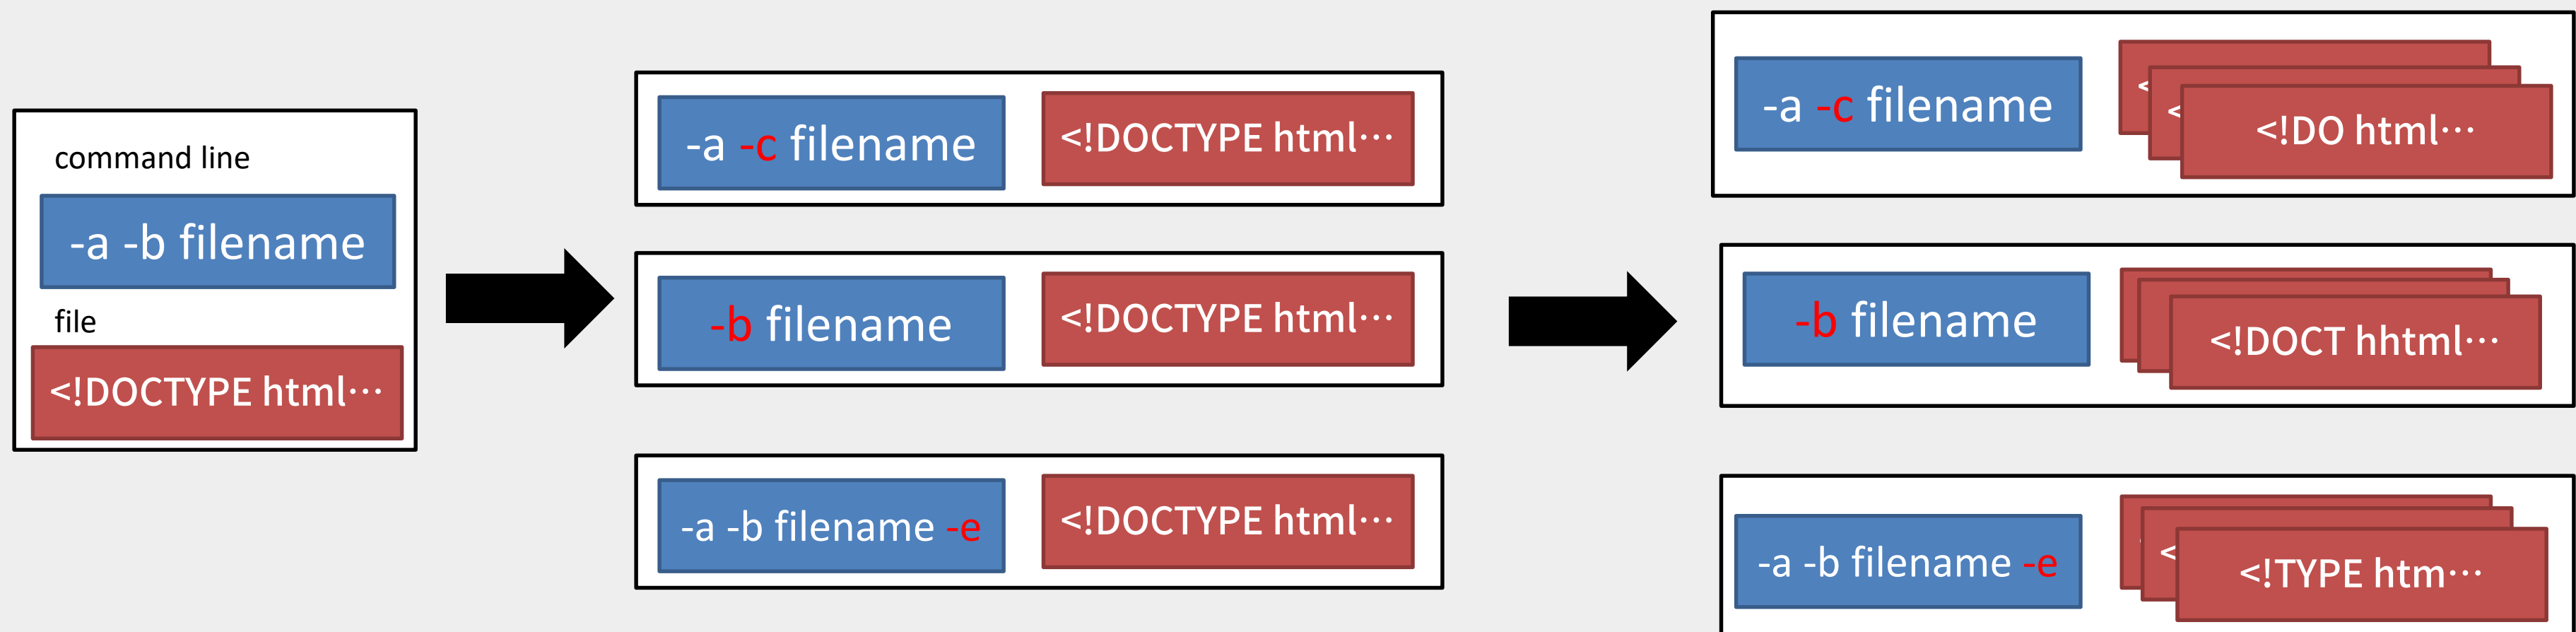 command line
-a -b filename
file
<!DOCTYPE html…
-a -c filename
<!DOCTYPE html…
-b filename
<!DOCTYPE html…
-a -b filename -e
<!DOCTYPE html…
-a -c filename
<
<
<!DO html…
-b filename
<!DOCT hhtml…
-a -b filename -e
<
<!TYPE htm…